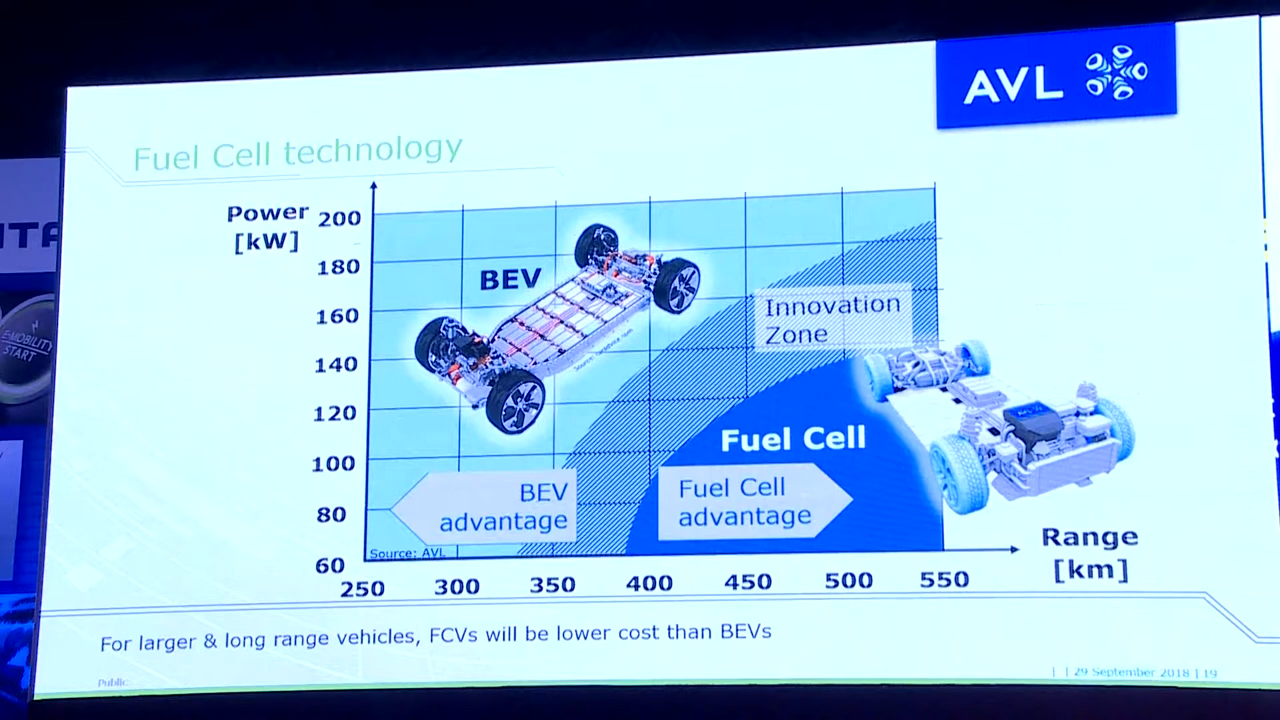 AVL
Fuel Cell technology
Power
[kW]
200
180
160
140
120
100
80
60
BEV
Innovation
Zone
Fuel Cell
BEV
advantage
Fuel Cell
advantage
Source: AVL
250 300 350 400 450 500 550
Range
[km]
For larger & long range vehicles, FCVs will be lower cost than BEVs
Public
| | 29 September 2018 | 19
E-MOBILITY
START